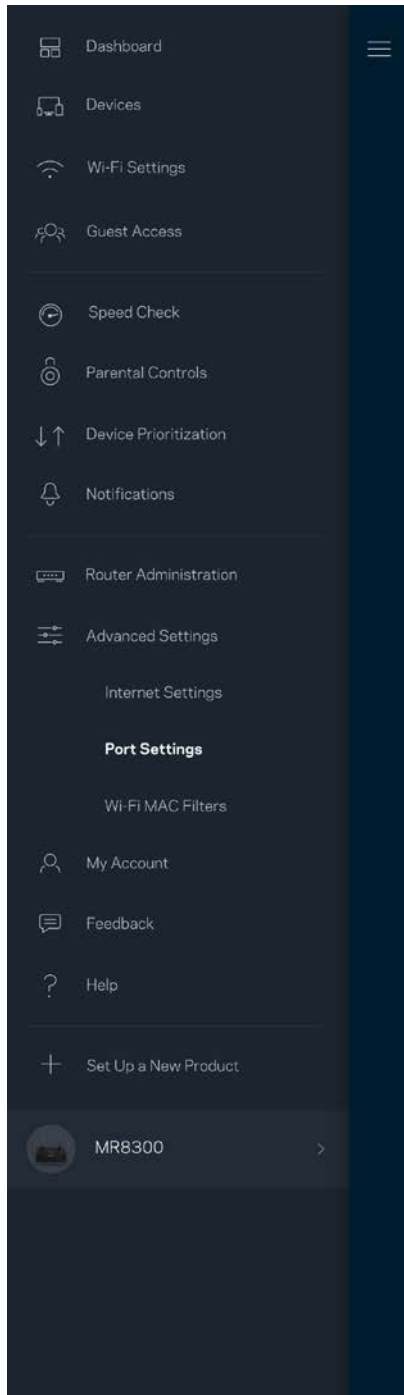 Dashboard
Devices
Wi-Fi Settings
Guest Access
Speed Check
Parental Controls
Device Prioritization
Notifications
Router Administration
Advanced Settings
Internet Settings
Port Settings
Wi-Fi MAC Filters
My Account
Feedback
Help
Set Up a New Product
MR8300